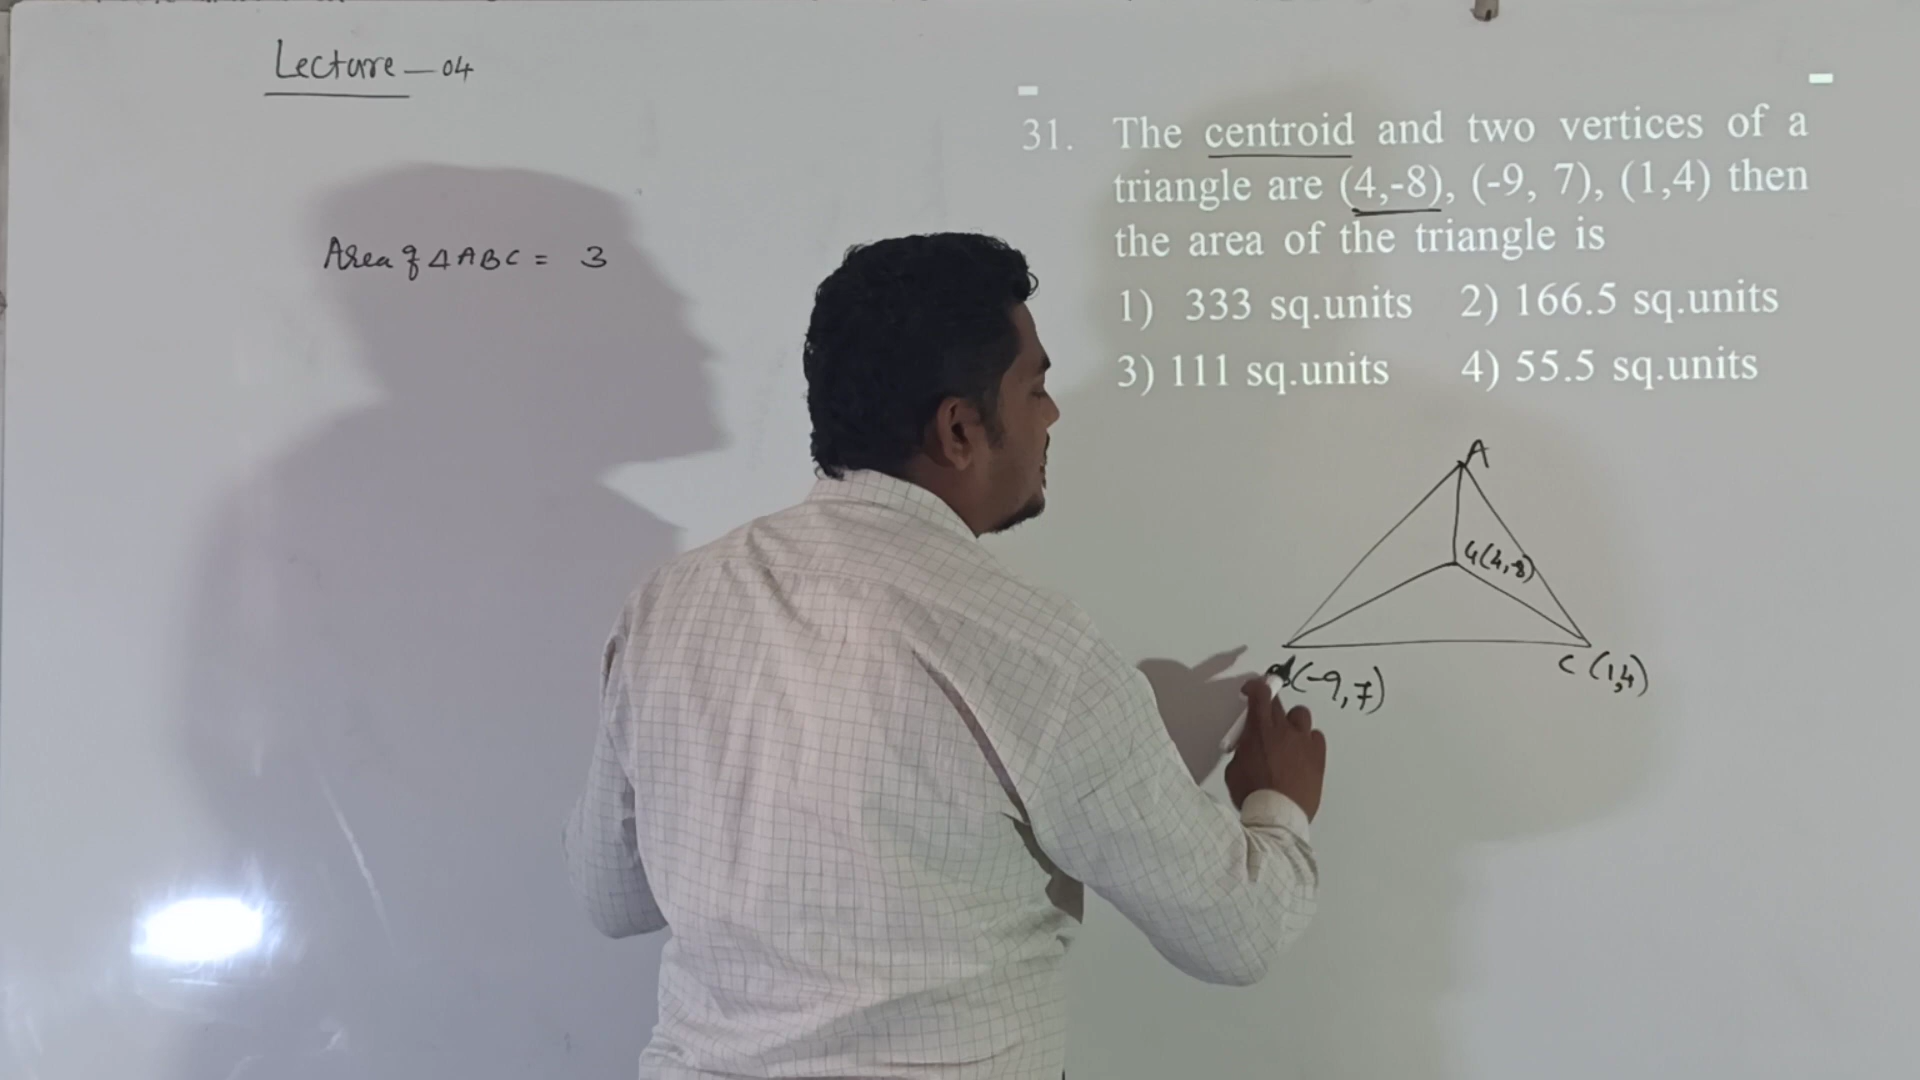 Lecture - 04
31. The centroid and two vertices of a
triangle are (4,-8), (-9, 7), (1,4) then
the area of the triangle is
1) 333 sq.units 2) 166.5 sq.units
3) 111 sq.units 4) 55.5 sq.units
Area of ΔABC = 3
A
G(4,-8)
(-9,7)
C (1,4)